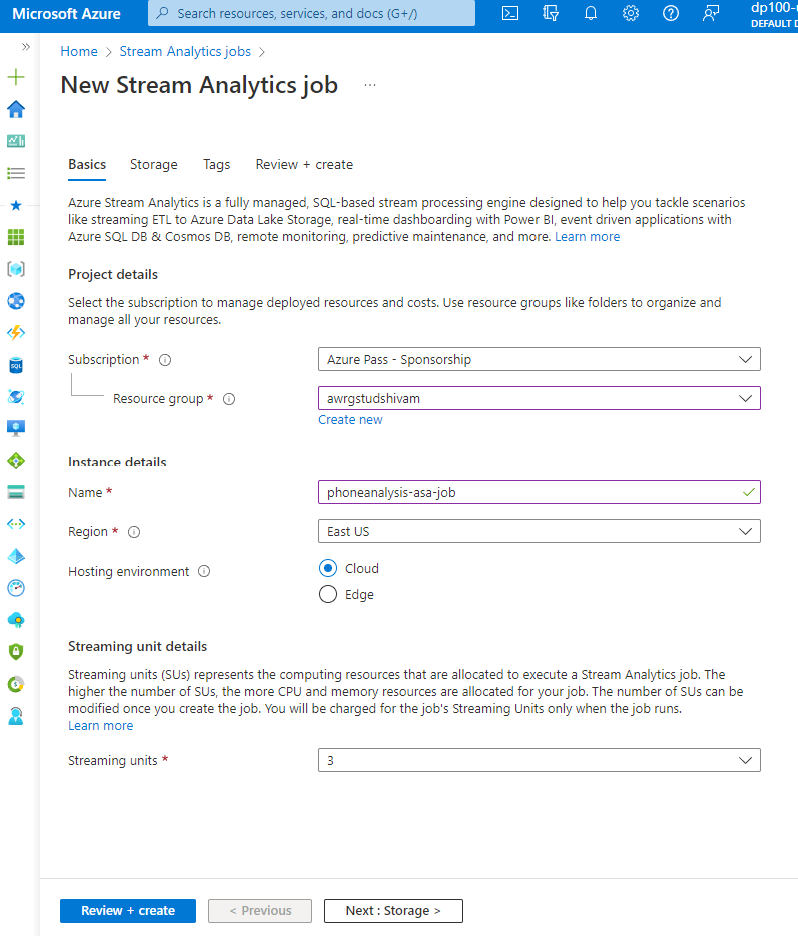 Microsoft Azure
Search resources, services, and docs (G+/)
DEFAULT
Home > Stream Analytics jobs >
New Stream Analytics job ...
Basics Storage Tags Review + create
Azure Stream Analytics is a fully managed, SQL-based stream processing engine designed to help you tackle scenarios
like streaming ETL to Azure Data Lake Storage, real-time dashboarding with Power BI, event driven applications with
Azure SQL DB & Cosmos DB, remote monitoring, predictive maintenance, and more. Learn more
Project details
Select the subscription to manage deployed resources and costs. Use resource groups like folders to organize and
manage all your resources.
Subscription * Azure Pass - Sponsorship
Resource group * awrgstudshivam
Create new
Instance details
Name * phoneanalysis-asa-job
Region * East US
Hosting environment Cloud
Edge
Streaming unit details
Streaming units (SUs) represents the computing resources that are allocated to execute a Stream Analytics job. The
higher the number of SUs, the more CPU and memory resources are allocated for your job. The number of SUs can be
modified once you create the job. You will be charged for the job's Streaming Units only when the job runs.
Learn more
Streaming units * 3
Review + create < Previous Next : Storage >